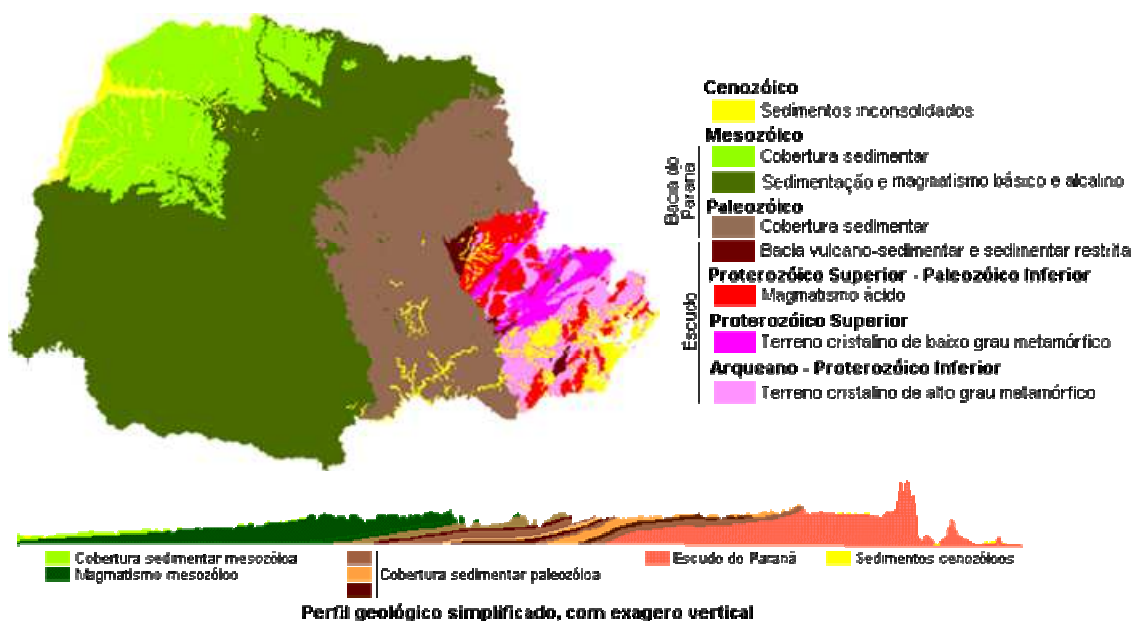 Cenozóico
Sedimentos inconsolidados
Mesozóico
Cobertura sedimentar
Sedimentação e magmatismo básico e alcalino
Bacia do
Paraná
Paleozóico
Cobertura sedimentar
Bacia vulcano-sedimentar e sedimentar restrita
Proterozóico Superior - Paleozóico Inferior
Magmatismo ácido
Escudo
Proterozóico Superior
Terreno cristalino de baixo grau metamórfico
Arqueano - Proterozóico Inferior
Terreno cristalino de alto grau metamórfico
Cobertura sedimentar mesozóica
Magmatismo mesozóico
Cobertura sedimentar paleozóica
Escudo do Paraná
Sedimentos cenozóicos
Perfil geológico simplificado, com exagero vertical